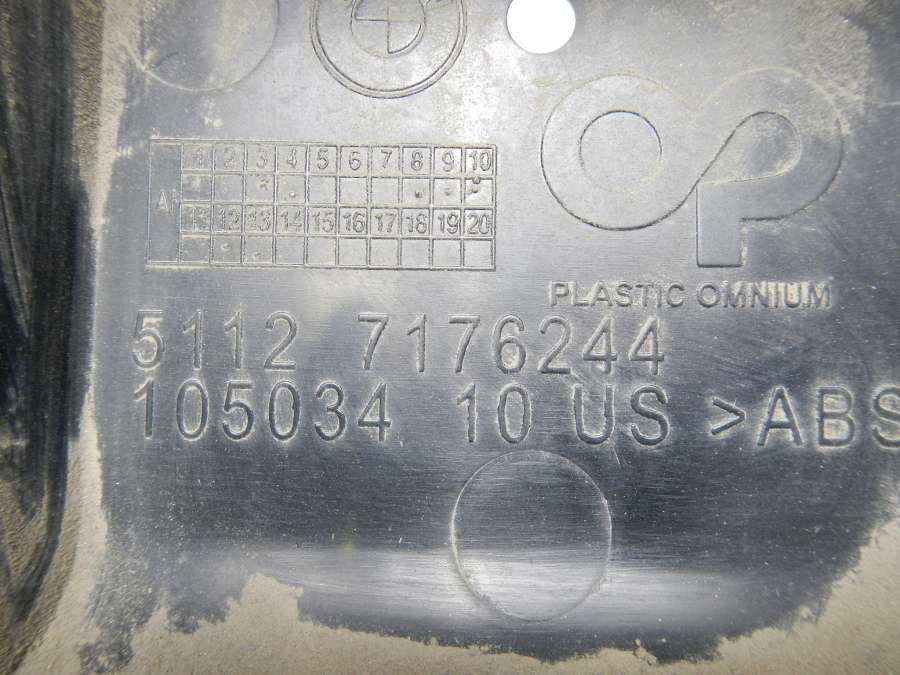 1 2 3 4 5 6 7 8 9 10
12 13 14 15 16 17 18 19 20
OP
PLASTIC OMNIUM
5112 7176244
105034 10 US >ABS